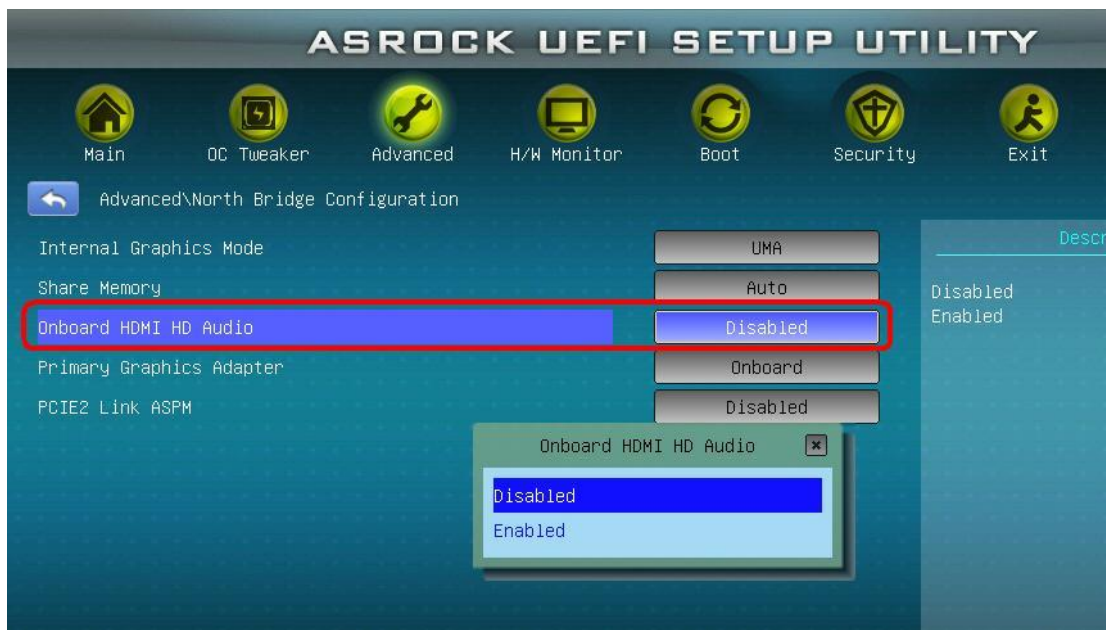 ASROCK UEFI SETUP UTILITY
Main OC Tweaker Advanced H/W Monitor Boot Security Exit
Advanced\North Bridge Configuration
Internal Graphics Mode UMA
Share Memory Auto
Onboard HDMI HD Audio Disabled
Primary Graphics Adapter Onboard
PCIE2 Link ASPM Disabled
Onboard HDMI HD Audio
Disabled
Enabled
Descr
Disabled
Enabled